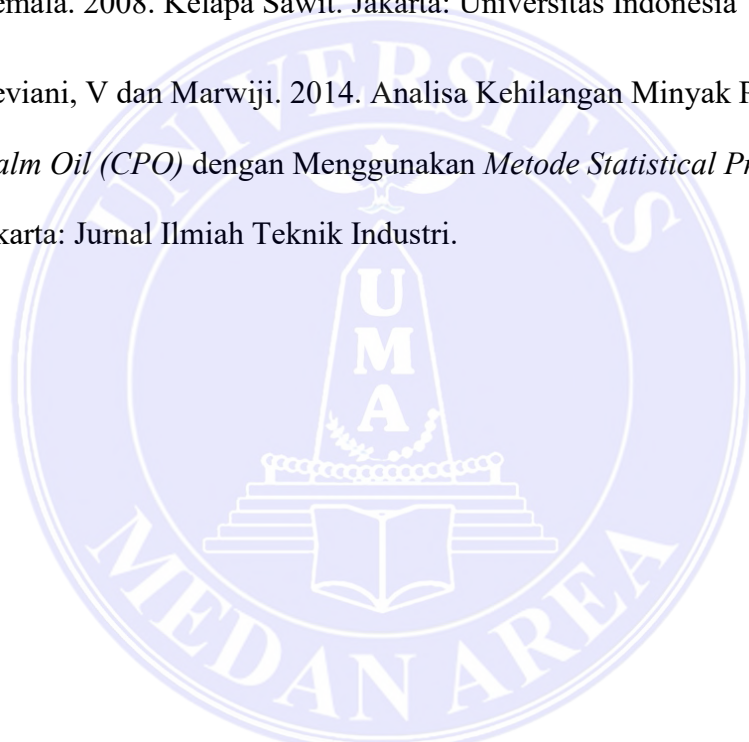 emala. 2008. Kelapa Sawit. Jakarta: Universitas Indonesia
eviani, V dan Marwiji. 2014. Analisa Kehilangan Minyak
alm Oil (CPO) dengan Menggunakan Metode Statistical Pr
karta: Jurnal Ilmiah Teknik Industri.
UNIVERSITAS
UMA
MEDAN AREA